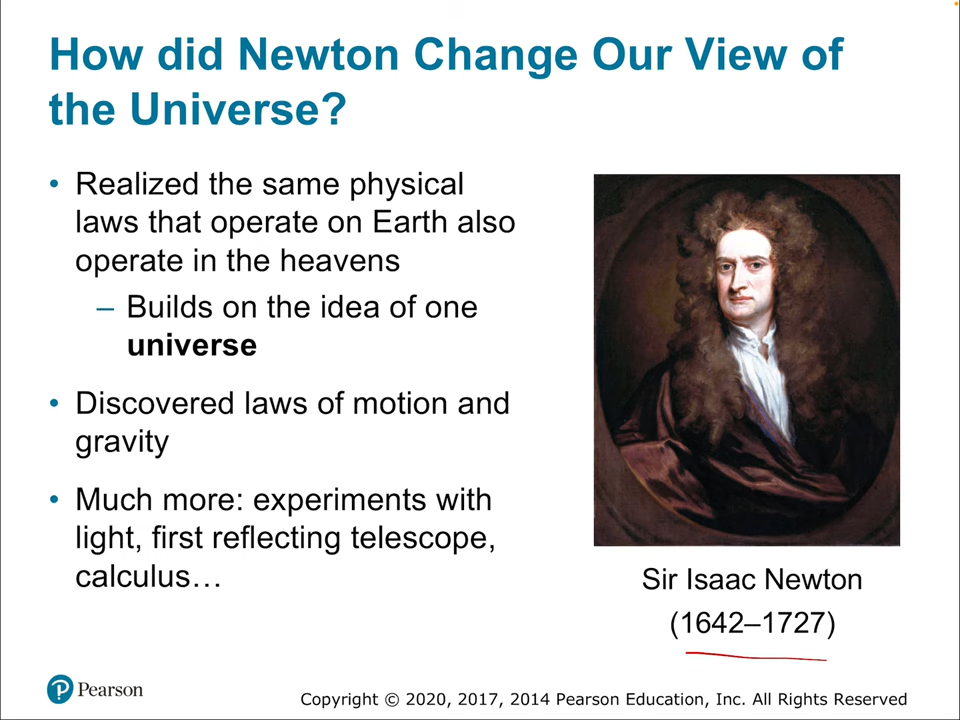 How did Newton Change Our View of
the Universe?
• Realized the same physical
laws that operate on Earth also
operate in the heavens
– Builds on the idea of one
universe
• Discovered laws of motion and
gravity
• Much more: experiments with
light, first reflecting telescope,
calculus…
Sir Isaac Newton
(1642–1727)
P Pearson
Copyright © 2020, 2017, 2014 Pearson Education, Inc. All Rights Reserved